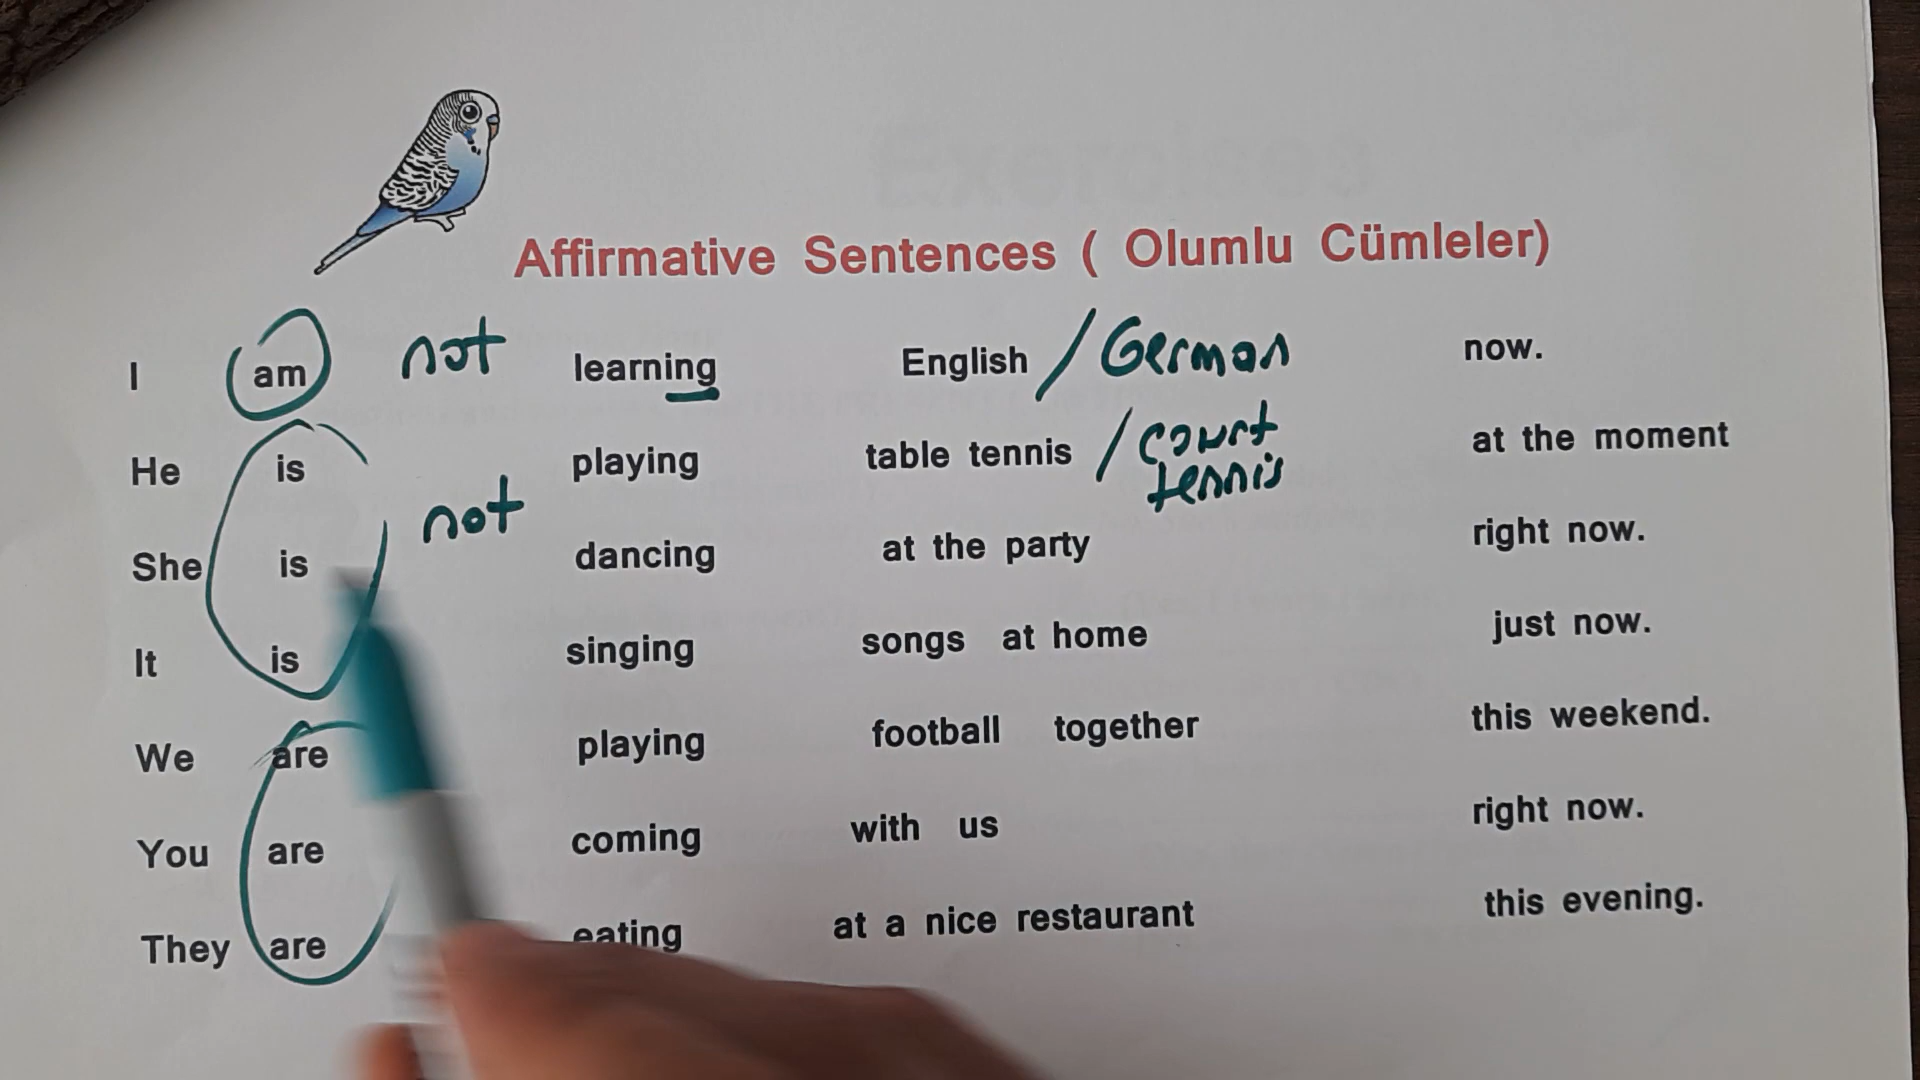 Affirmative Sentences ( Olumlu Cümleler)
I am not learning English / German now.
He is playing table tennis / court tennis at the moment
not
She is dancing at the party right now.
It is singing songs at home just now.
We are playing football together this weekend.
You are coming with us right now.
They are eating at a nice restaurant this evening.